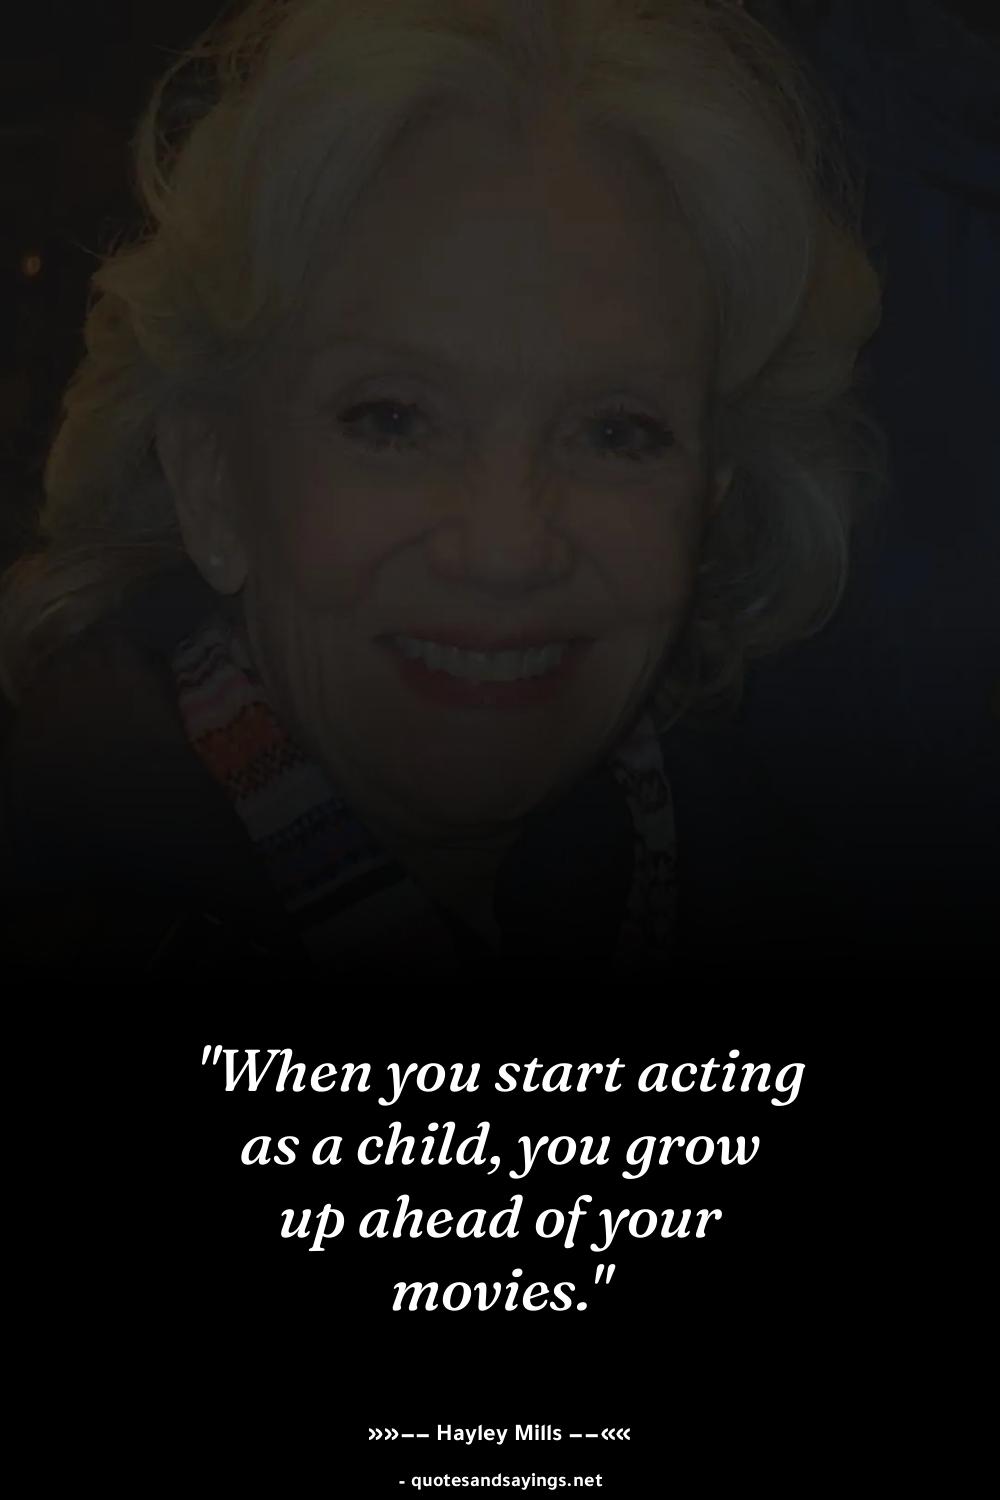 "When you start acting
as a child, you grow
up ahead of your
movies."
»»−− Hayley Mills −−««
- quotesandsayings.net